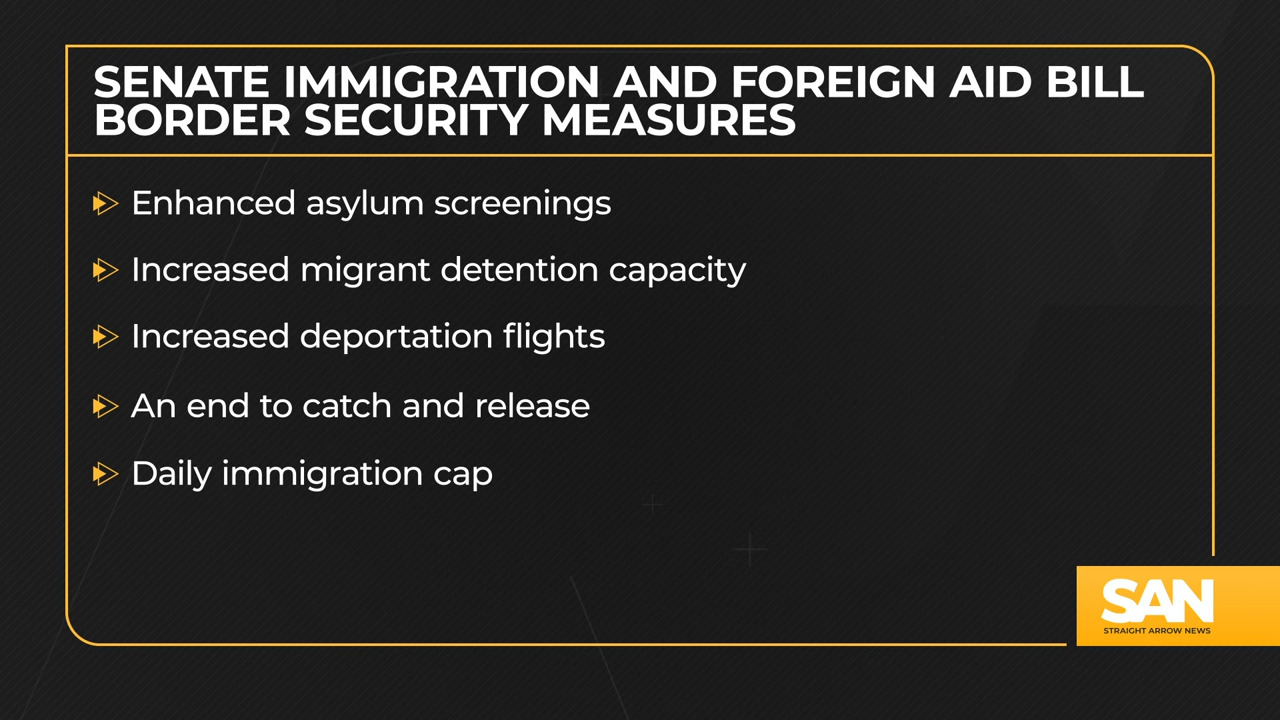 SENATE IMMIGRATION AND FOREIGN AID BILL
BORDER SECURITY MEASURES
Enhanced asylum screenings
Increased migrant detention capacity
Increased deportation flights
An end to catch and release
Daily immigration cap
SAN
STRAIGHT ARROW NEWS